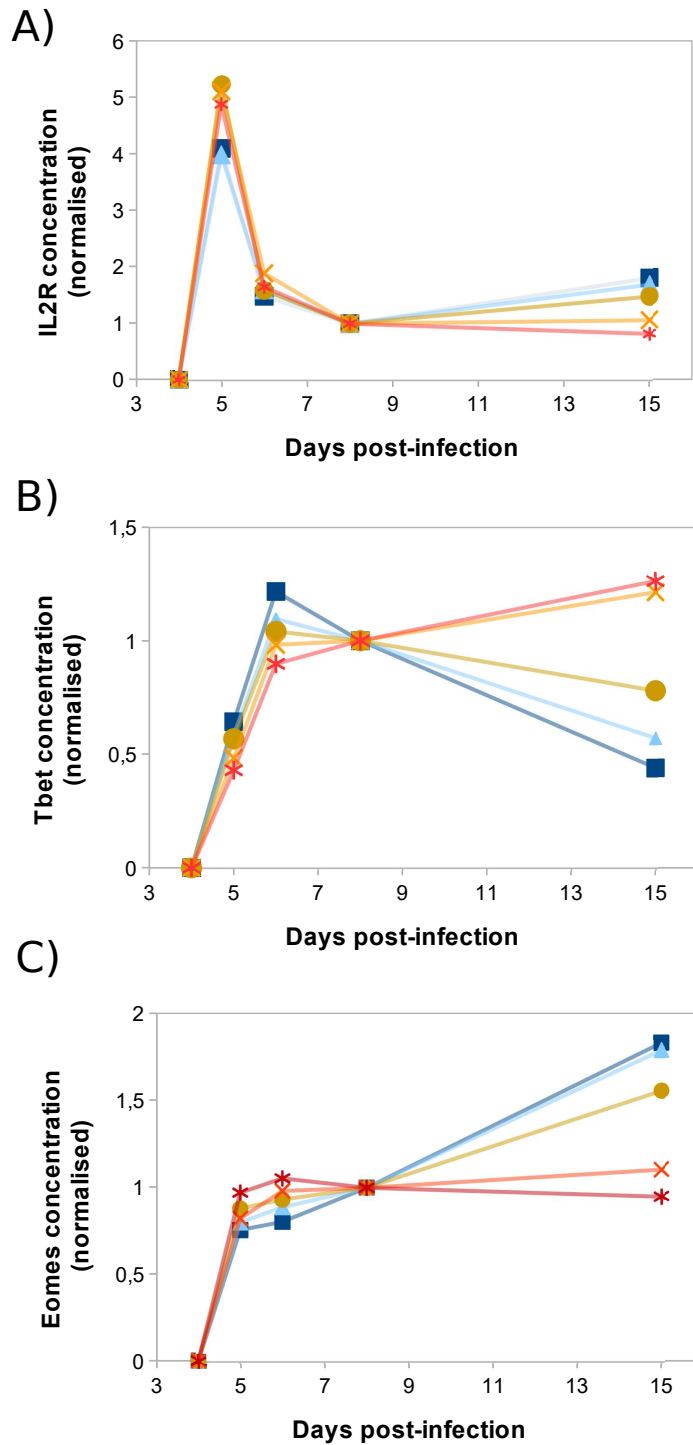 A)
6
5
4
3
2
1
0
IL2R concentration
(normalised)
3 5 7 9 11 13 15
Days post-infection
B)
1,5
1
0,5
0
Tbet concentration
(normalised)
3 5 7 9 11 13 15
Days post-infection
C)
2
1,5
1
0,5
0
Eomes concentration
(normalised)
3 5 7 9 11 13 15
Days post-infection